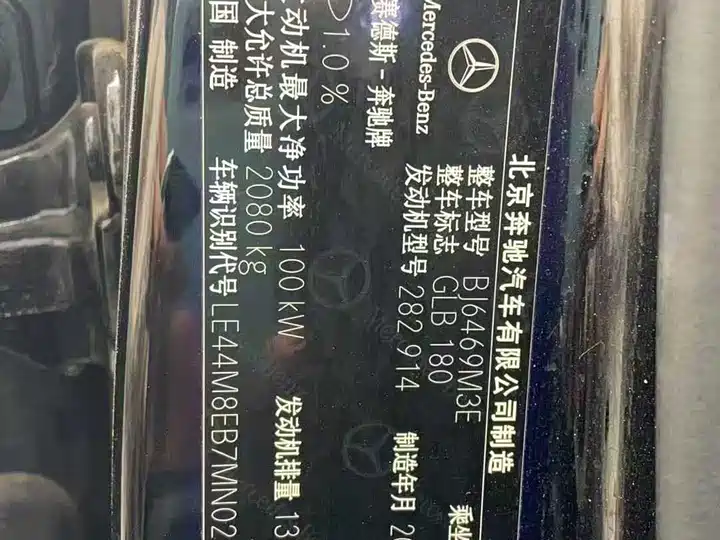 北京奔驰汽车有限公司制造
Mercedes-Benz
赛德斯-奔驰牌
整车型号 BJ6469M3E
整车标志 GLB 180
发动机型号 282 914
乘坐
制造年月 20
1.0 %
发动机最大净功率 100 kW
发动机排量 13
大允许总质量 2080 kg
国 制造
车辆识别代号 LE44M8EB7MN02